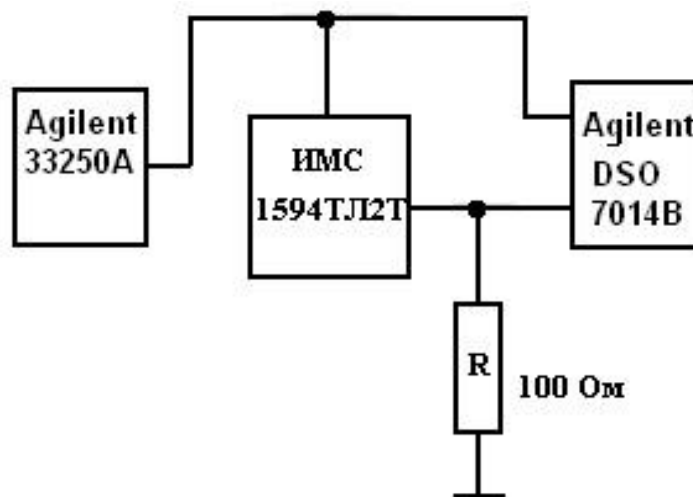 Agilent
33250A
ИМС
1594ТЛ2Т
Agilent
DSO
7014B
R
100 Ом